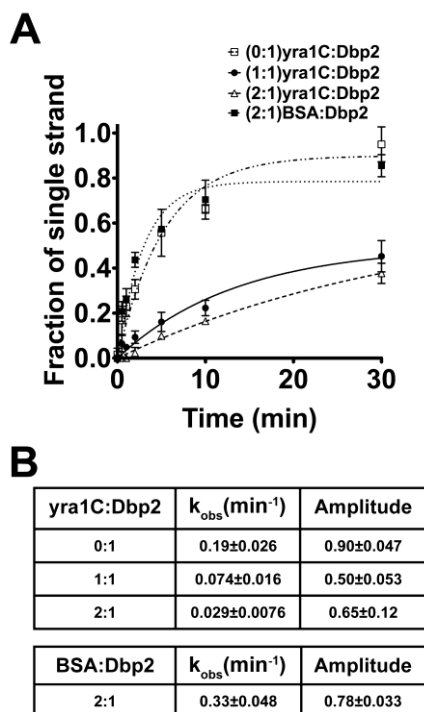 A
(0:1)yra1C:Dbp2
(1:1)yra1C:Dbp2
(2:1)yra1C:Dbp2
(2:1)BSA:Dbp2
Fraction of single strand
1.0
0.8
0.6
0.4
0.2
0.0
0 10 20 30
Time (min)
B
yra1C:Dbp2 kobs(min-1) Amplitude
0:1 0.19±0.026 0.90±0.047
1:1 0.074±0.016 0.50±0.053
2:1 0.029±0.0076 0.65±0.12
BSA:Dbp2 kobs(min-1) Amplitude
2:1 0.33±0.048 0.78±0.033